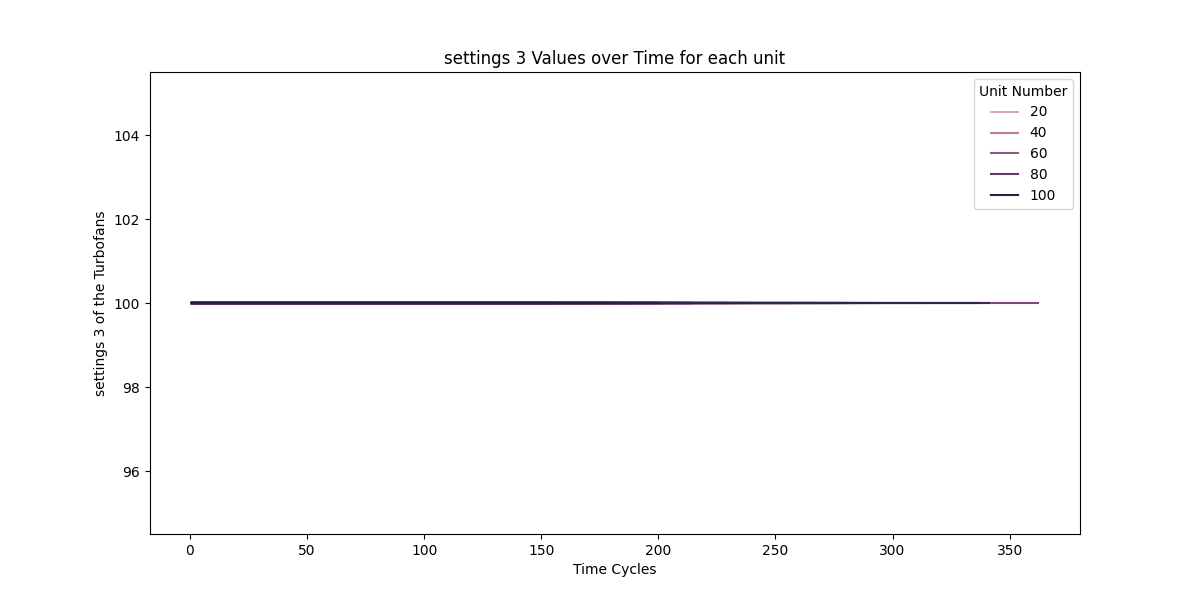 settings 3 Values over Time for each unit
Unit Number
20
40
60
80
100
settings 3 of the Turbofans
104
102
100
98
96
0 50 100 150 200 250 300 350
Time Cycles